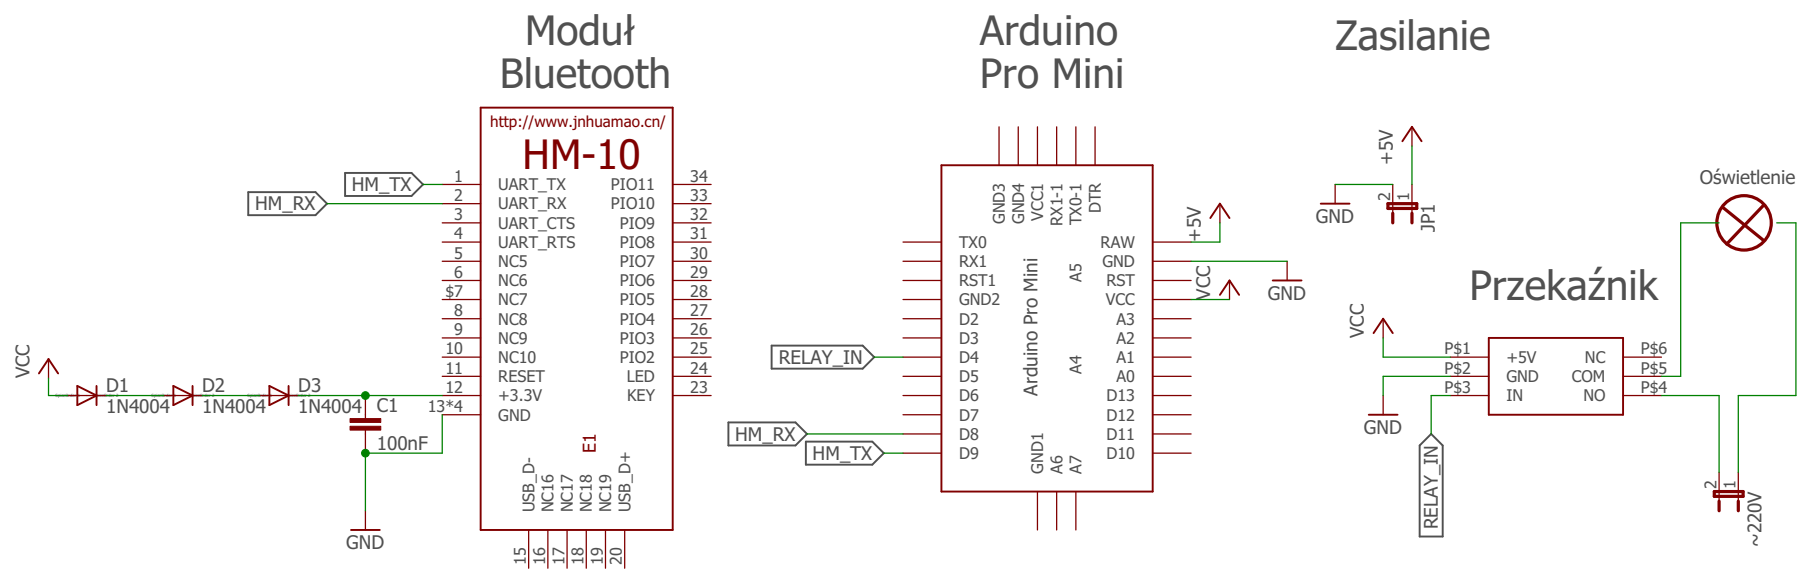 Moduł
Bluetooth
Arduino
Pro Mini
Zasilanie
http://www.jnhuamao.cn/
HM-10
HM_TX
HM_RX
1 UART_TX PIO11 34
2 UART_RX PIO10 33
3 UART_CTS PIO9 32
4 UART_RTS PIO8 31
5 NC5 PIO7 30
6 NC6 PIO6 29
$7 NC7 PIO5 28
8 NC8 PIO4 27
9 NC9 PIO3 26
10 NC10 PIO2 25
11 RESET LED 24
12 +3.3V KEY 23
13*4 GND
E1
USB_D- NC16 NC17 NC18 NC19 USB_D+
15 16 17 18 19 20
VCC
D1
1N4004
D2
1N4004
D3
1N4004
C1
100nF
GND
GND3 GND4 VCC1 RX1-1 TX0-1 DTR
TX0 RAW
RX1 GND
RST1 RST
GND2 VCC
D2 A3
D3 A2
D4 A1
D5 A0
D6 D13
D7 D12
D8 D11
D9 D10
Arduino Pro Mini
A5
A4
GND1 A6 A7
RELAY_IN
HM_RX
HM_TX
+5V
GND
VCC
+5V
GND
2 1
JP1
Oświetlenie
Przekaźnik
VCC
P$1 +5V NC P$6
P$2 GND COM P$5
P$3 IN NO P$4
GND
RELAY_IN
2 1
~220V